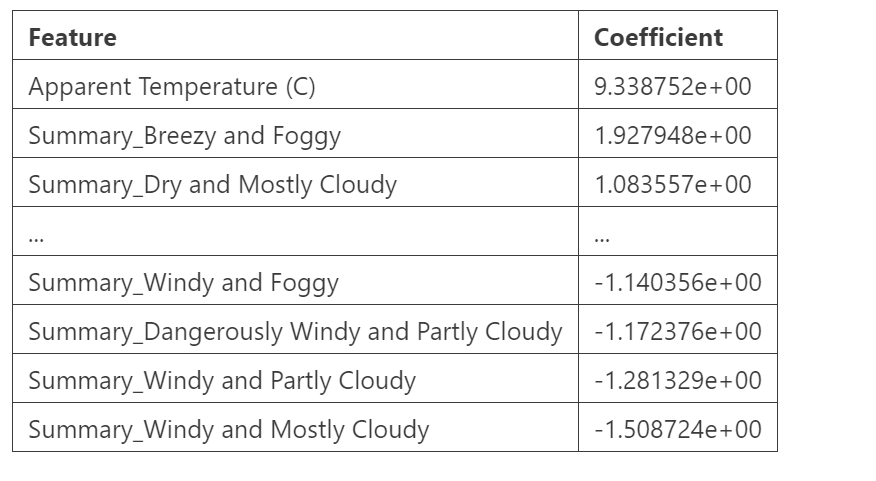 Feature Coefficient
Apparent Temperature (C) 9.338752e+00
Summary_Breezy and Foggy 1.927948e+00
Summary_Dry and Mostly Cloudy 1.083557e+00
... ...
Summary_Windy and Foggy -1.140356e+00
Summary_Dangerously Windy and Partly Cloudy -1.172376e+00
Summary_Windy and Partly Cloudy -1.281329e+00
Summary_Windy and Mostly Cloudy -1.508724e+00